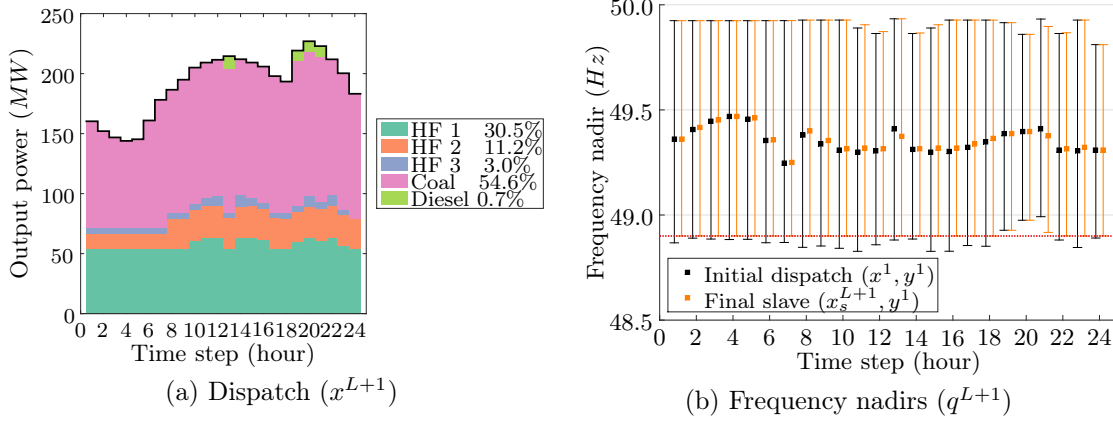 Output power (MW)
250
200
150
100
50
0
0 2 4 6 8 10 12 14 16 18 20 22 24
Time step (hour)
HF 1 30.5%
HF 2 11.2%
HF 3 3.0%
Coal 54.6%
Diesel 0.7%
(a) Dispatch (x^{L+1})
Frequency nadir (Hz)
50.0
49.5
49.0
48.5
Initial dispatch (x^1, y^1)
Final slave (x_s^{L+1}, y^1)
0 2 4 6 8 10 12 14 16 18 20 22 24
Time step (hour)
(b) Frequency nadirs (q^{L+1})